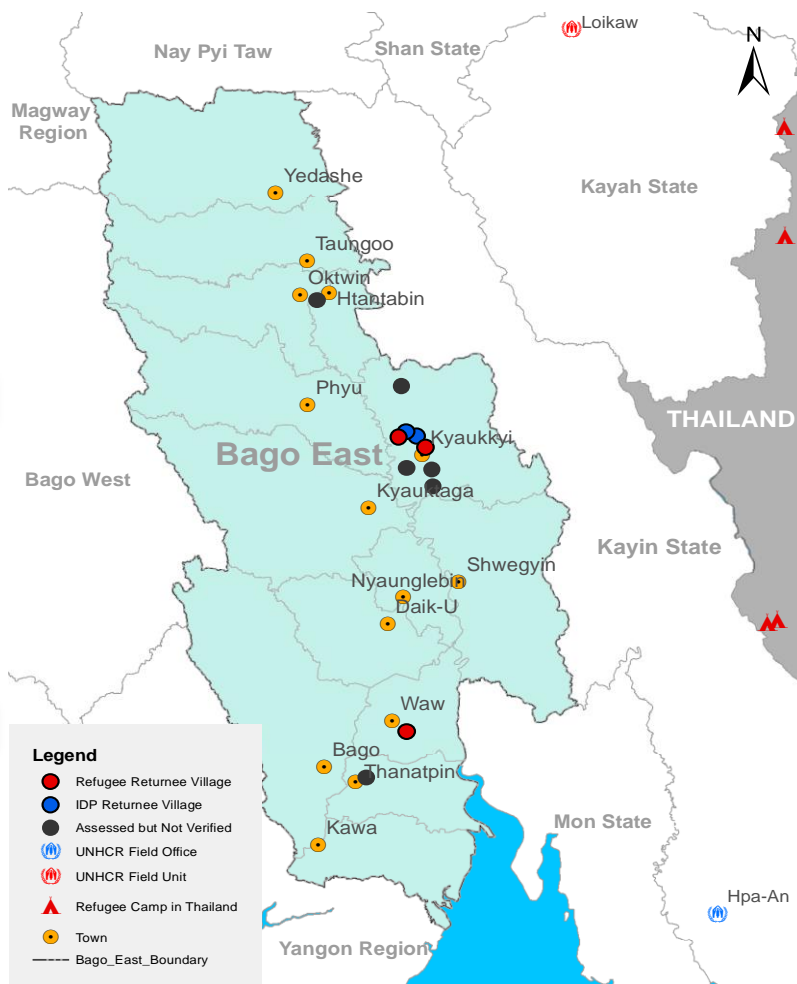 Loikaw
N
Nay Pyi Taw
Shan State
Magway
Region
Kayah State
Yedashe
Taungoo
Oktwin
Htantabin
Phyu
THAILAND
Kyaukkyi
Bago East
Bago West
Kyauktaga
Kayin State
Shwegyin
Nyaunglebin
Daik-U
Waw
Bago
Thanatpin
Mon State
Kawa
Hpa-An
Yangon Region
Legend
Refugee Returnee Village
IDP Returnee Village
Assessed but Not Verified
UNHCR Field Office
UNHCR Field Unit
Refugee Camp in Thailand
Town
Bago_East_Boundary